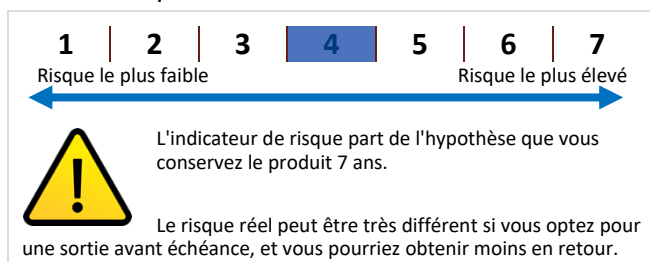 1 2 3 4 5 6 7
Risque le plus faible Risque le plus élevé
L'indicateur de risque part de l'hypothèse que vous
conservez le produit 7 ans.
Le risque réel peut être très différent si vous optez pour
une sortie avant échéance, et vous pourriez obtenir moins en retour.